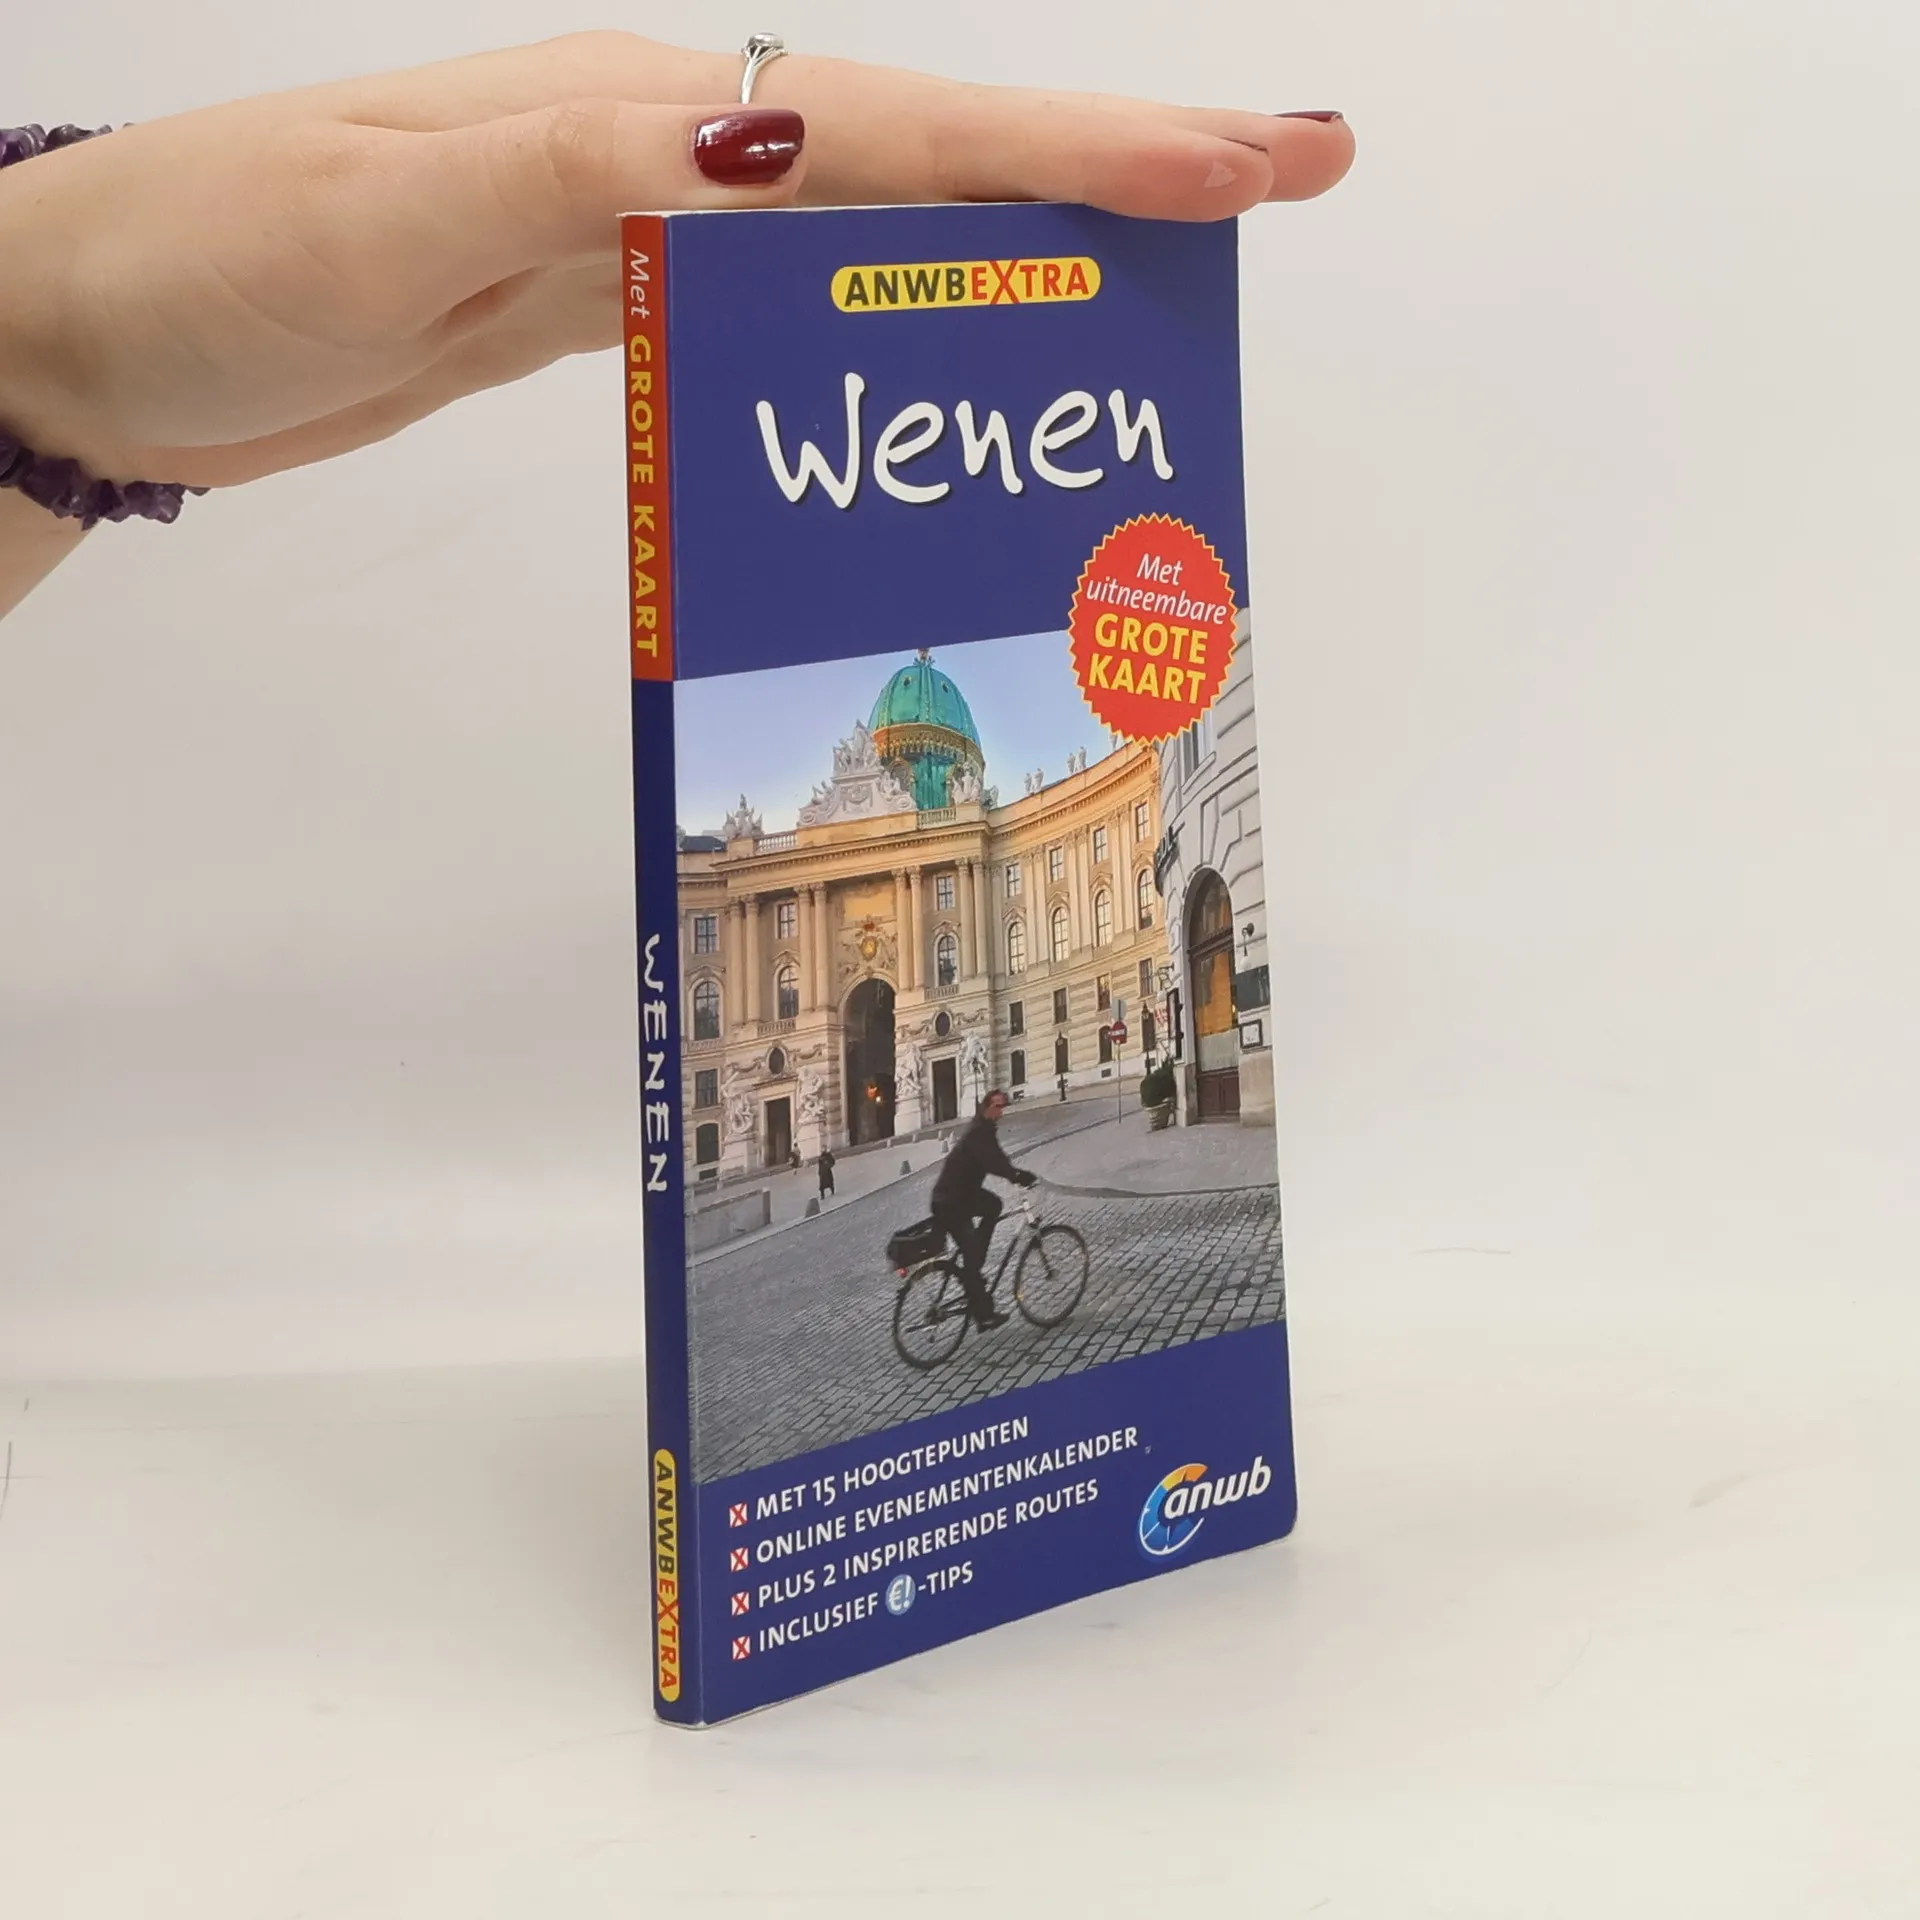 ANWBEXTRA
Wenen
Met
uitneembare
GROTE
KAART
MET 15 HOOGTEPUNTEN
ONLINE EVENEMENTENKALENDER
PLUS 2 INSPIRERENDE ROUTES
INCLUSIEF €!-TIPS
anwb
Met GROTE KAART
WENEN
ANWBEXTRA